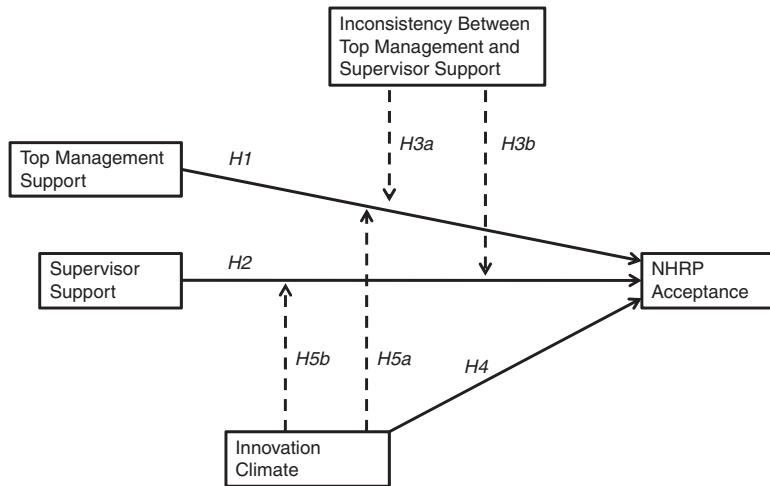 Inconsistency Between
Top Management and
Supervisor Support
H3a
H3b
H1
Top Management
Support
H2
Supervisor
Support
NHRP
Acceptance
H5b
H5a
H4
Innovation
Climate